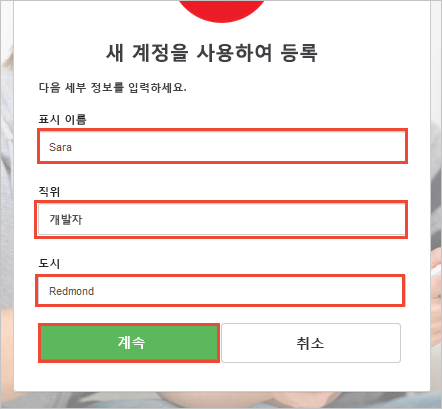 새 계정을 사용하여 등록
다음 세부 정보를 입력하세요.
표시 이름
Sara
직위
개발자
도시
Redmond
계속
취소